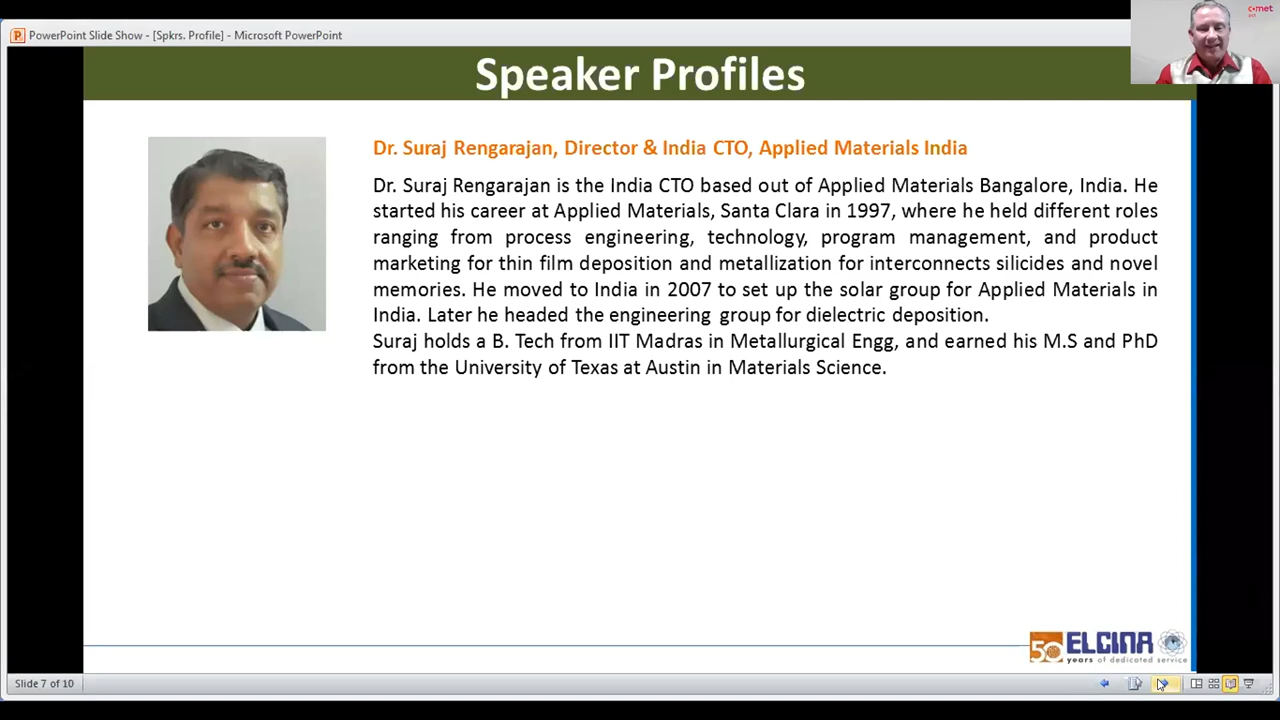 PowerPoint Slide Show - [Spkrs. Profile] - Microsoft PowerPoint
comet
pct
Speaker Profiles
Dr. Suraj Rengarajan, Director & India CTO, Applied Materials India
Dr. Suraj Rengarajan is the India CTO based out of Applied Materials Bangalore, India. He
started his career at Applied Materials, Santa Clara in 1997, where he held different roles
ranging from process engineering, technology, program management, and product
marketing for thin film deposition and metallization for interconnects silicides and novel
memories. He moved to India in 2007 to set up the solar group for Applied Materials in
India. Later he headed the engineering group for dielectric deposition.
Suraj holds a B. Tech from IIT Madras in Metallurgical Engg, and earned his M.S and PhD
from the University of Texas at Austin in Materials Science.
50 ELCINA
years of dedicated service
Slide 7 of 10